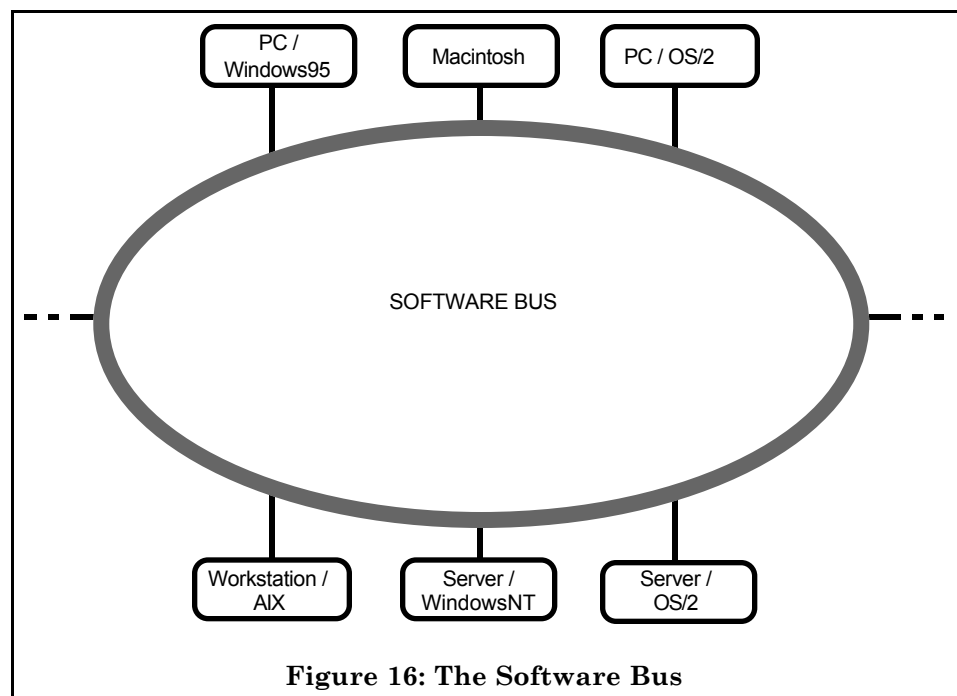 PC /
Windows95
Macintosh
PC / OS/2
SOFTWARE BUS
Workstation /
AIX
Server /
WindowsNT
Server /
OS/2
Figure 16: The Software Bus